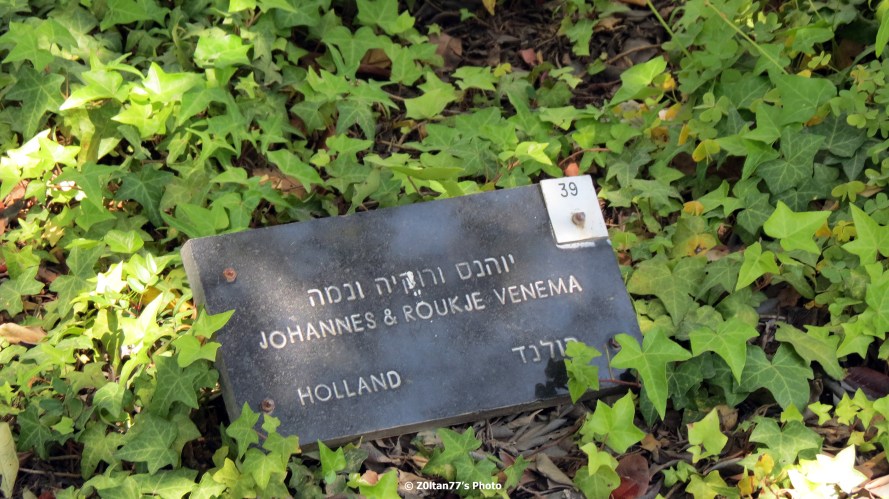 39
יוהנס ורוקיה ונמה
JOHANNES & ROUKJE VENEMA
הולנד
HOLLAND
© Z0ltan77's Photo